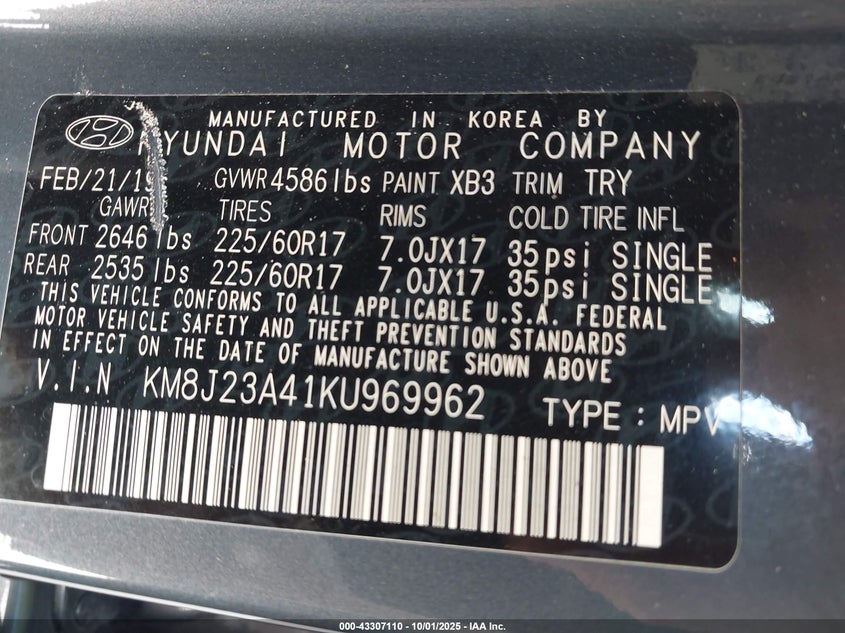 MANUFACTURED IN KOREA BY
HYUNDAI MOTOR COMPANY
FEB/21/19 GVWR 4586 lbs PAINT XB3 TRIM TRY
GAWR TIRES RIMS COLD TIRE INFL
FRONT 2646 lbs 225/60R17 7.0JX17 35psi SINGLE
REAR 2535 lbs 225/60R17 7.0JX17 35psi SINGLE
THIS VEHICLE CONFORMS TO ALL APPLICABLE U.S.A. FEDERAL
MOTOR VEHICLE SAFETY AND THEFT PREVENTION STANDARDS
IN EFFECT ON THE DATE OF MANUFACTURE SHOWN ABOVE
V.I.N KM8J23A41KU969962 TYPE : MPV
000-43307110 - 10/01/2025 - IAA Inc.